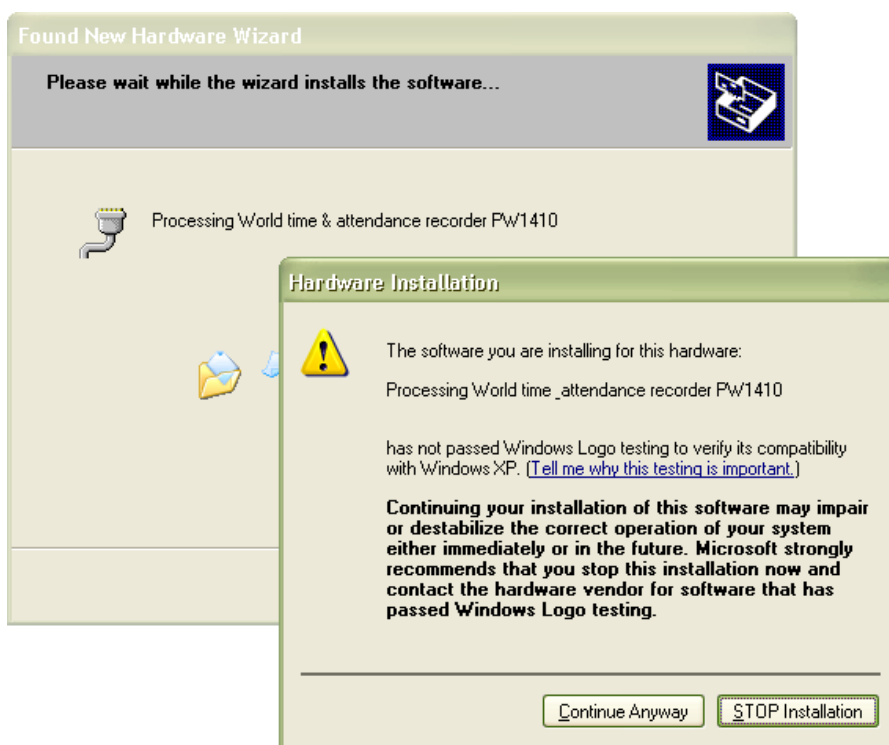 Found New Hardware Wizard
Please wait while the wizard installs the software...
Processing World time & attendance recorder PW1410
Hardware Installation
The software you are installing for this hardware:
Processing World time _attendance recorder PW1410
has not passed Windows Logo testing to verify its compatibility
with Windows XP. (Tell me why this testing is important.)
Continuing your installation of this software may impair
or destabilize the correct operation of your system
either immediately or in the future. Microsoft strongly
recommends that you stop this installation now and
contact the hardware vendor for software that has
passed Windows Logo testing.
Continue Anyway
STOP Installation